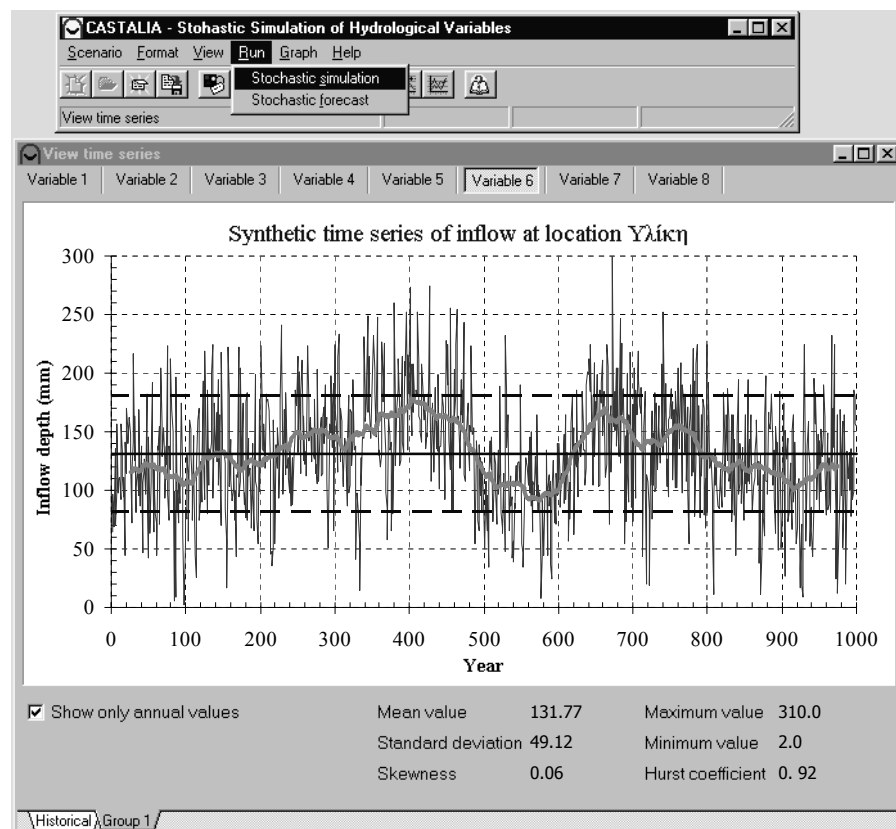 CASTALIA - Stohastic Simulation of Hydrological Variables
Scenario Format View Run Graph Help
Stochastic simulation
Stochastic forecast
View time series
View time series
Variable 1 Variable 2 Variable 3 Variable 4 Variable 5 Variable 6 Variable 7 Variable 8
Synthetic time series of inflow at location Υλίκη
300
250
200
150
100
50
0
Inflow depth (mm)
0 100 200 300 400 500 600 700 800 900 1000
Year
Show only annual values
Mean value 131.77 Maximum value 310.0
Standard deviation 49.12 Minimum value 2.0
Skewness 0.06 Hurst coefficient 0. 92
Historical Group 1